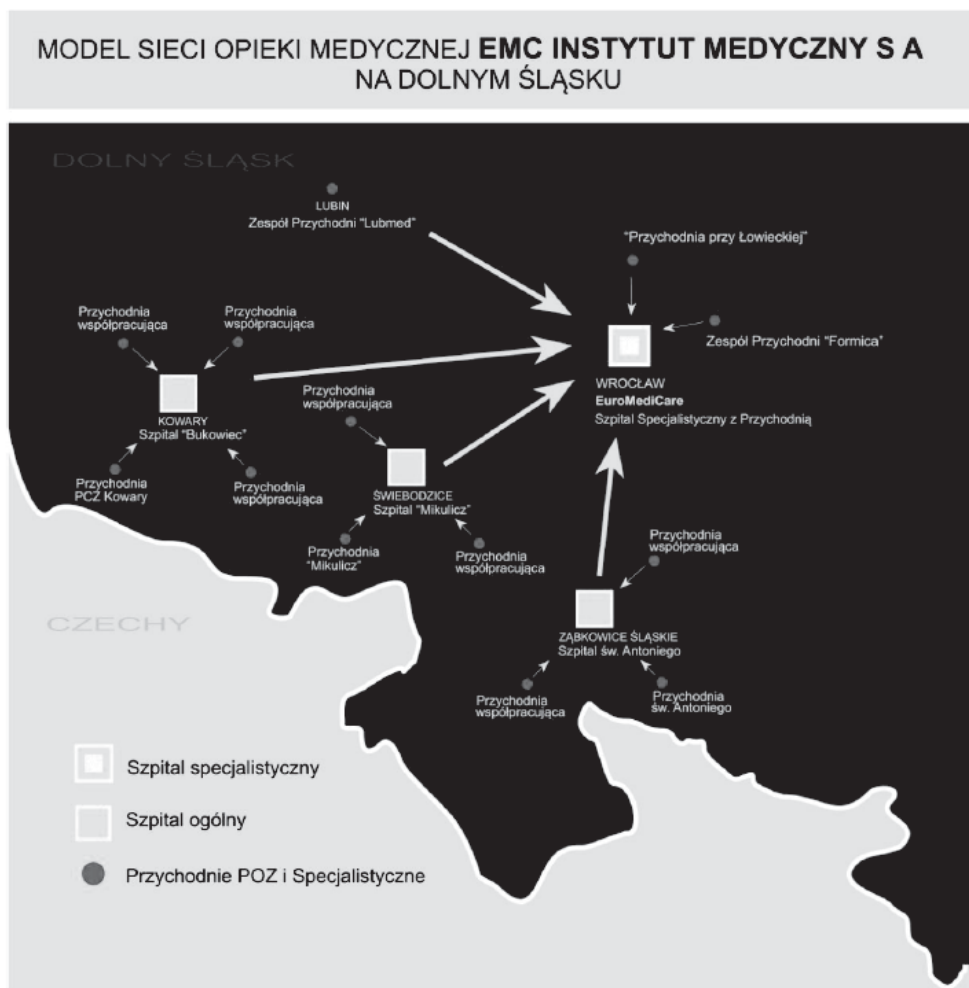 MODEL SIECI OPIEKI MEDYCZNEJ EMC INSTYTUT MEDYCZNY S A
NA DOLNYM ŚLĄSKU
DOLNY ŚLĄSK
LUBIN
Zespół Przychodni "Lubmed"
"Przychodnia przy Łowieckiej"
Zespół Przychodni "Formica"
WROCŁAW
EuroMediCare
Szpital Specjalistyczny z Przychodnią
Przychodnia
współpracująca
Przychodnia
współpracująca
KOWARY
Szpital "Bukowiec"
Przychodnia
PCZ Kowary
Przychodnia
współpracująca
Przychodnia
współpracująca
ŚWIEBODZICE
Szpital "Mikulicz"
Przychodnia
"Mikulicz"
Przychodnia
współpracująca
Przychodnia
współpracująca
ZĄBKOWICE ŚLĄSKIE
Szpital św. Antoniego
Przychodnia
współpracująca
Przychodnia
św. Antoniego
CZECHY
Szpital specjalistyczny
Szpital ogólny
Przychodnie POZ i Specjalistyczne